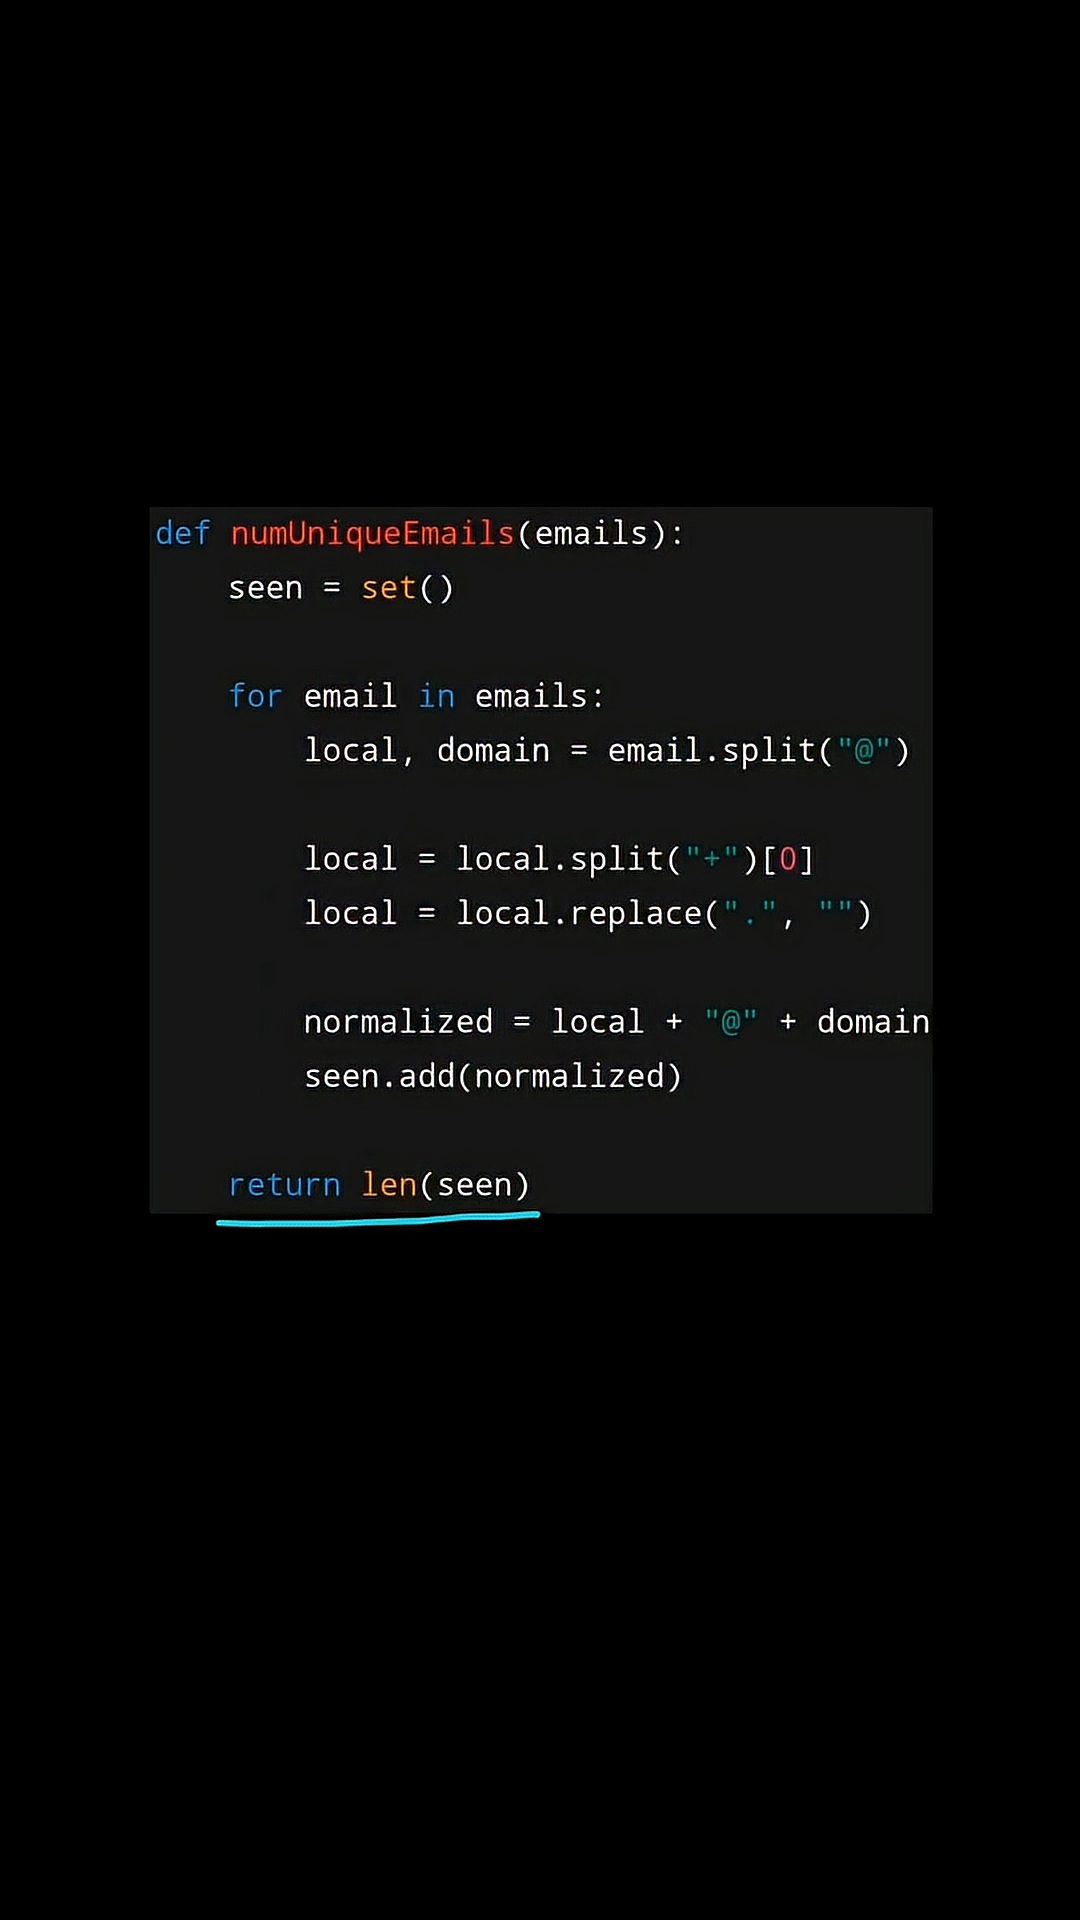 def numUniqueEmails(emails):
    seen = set()
    for email in emails:
        local, domain = email.split("@")
        local = local.split("+")[0]
        local = local.replace(".", "")
        normalized = local + "@" + domain
        seen.add(normalized)
    return len(seen)